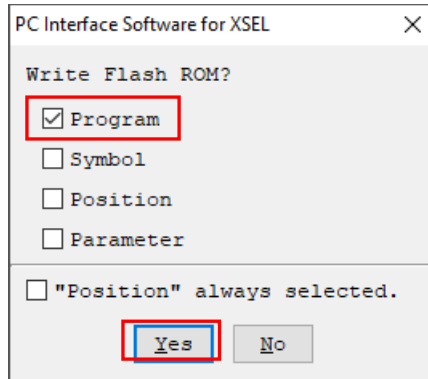 PC Interface Software for XSEL
Write Flash ROM?
Program
Symbol
Position
Parameter
"Position" always selected.
Yes No